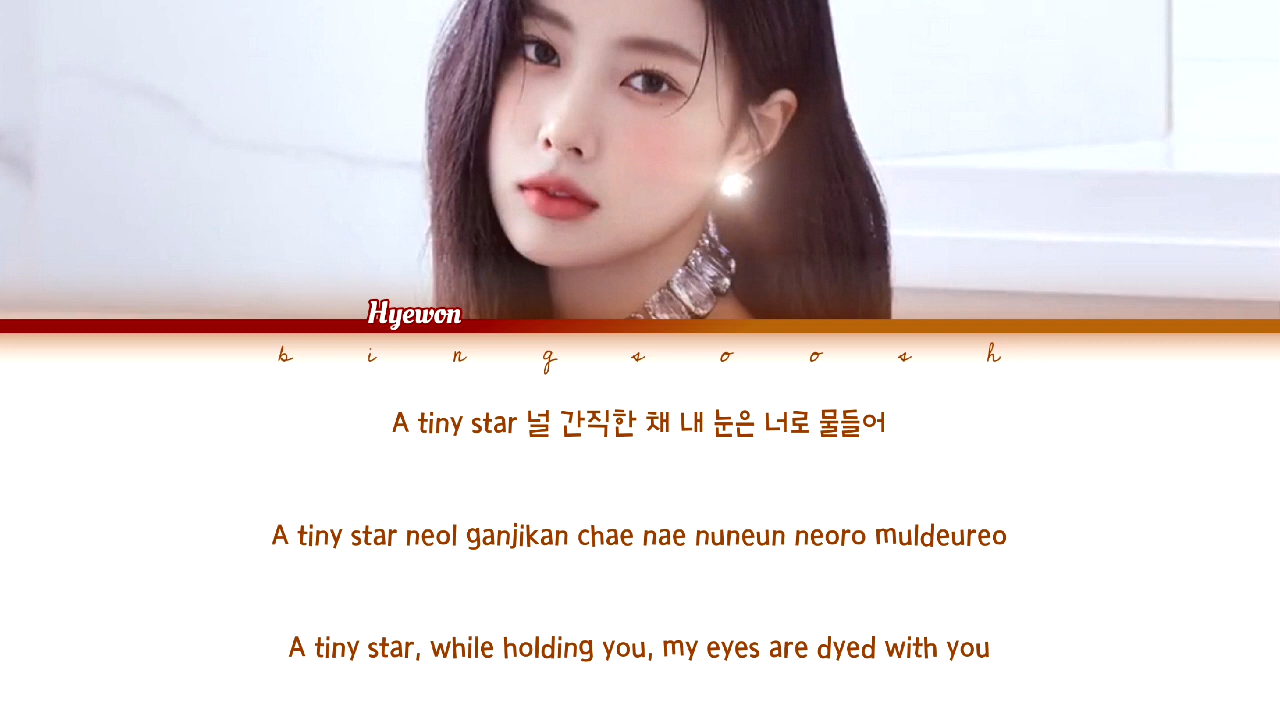 Hyewon
bingsoosh
A tiny star 널 간직한 채 내 눈은 너로 물들어
A tiny star neol ganjikan chae nae nuneun neoro muldeureo
A tiny star, while holding you, my eyes are dyed with you